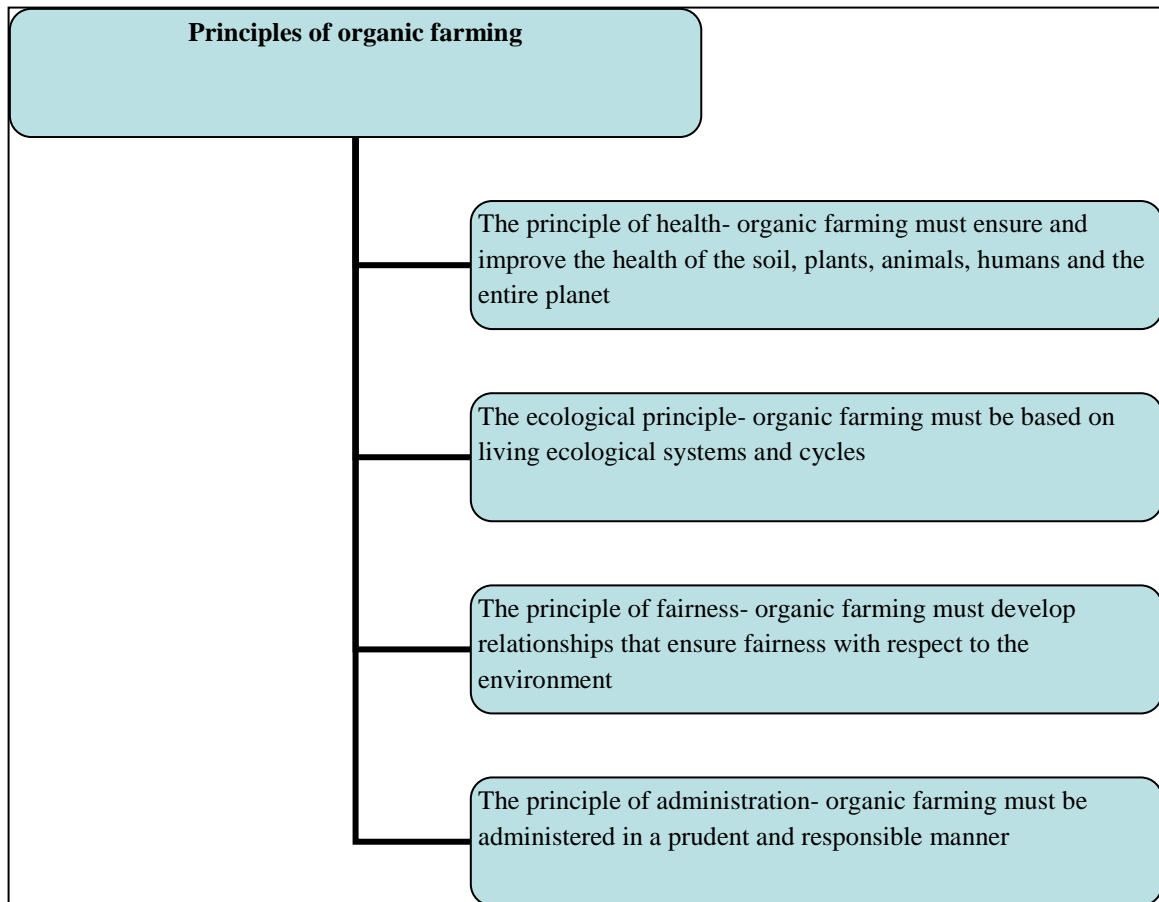 Principles of organic farming
The principle of health- organic farming must ensure and
improve the health of the soil, plants, animals, humans and the
entire planet
The ecological principle- organic farming must be based on
living ecological systems and cycles
The principle of fairness- organic farming must develop
relationships that ensure fairness with respect to the
environment
The principle of administration- organic farming must be
administered in a prudent and responsible manner